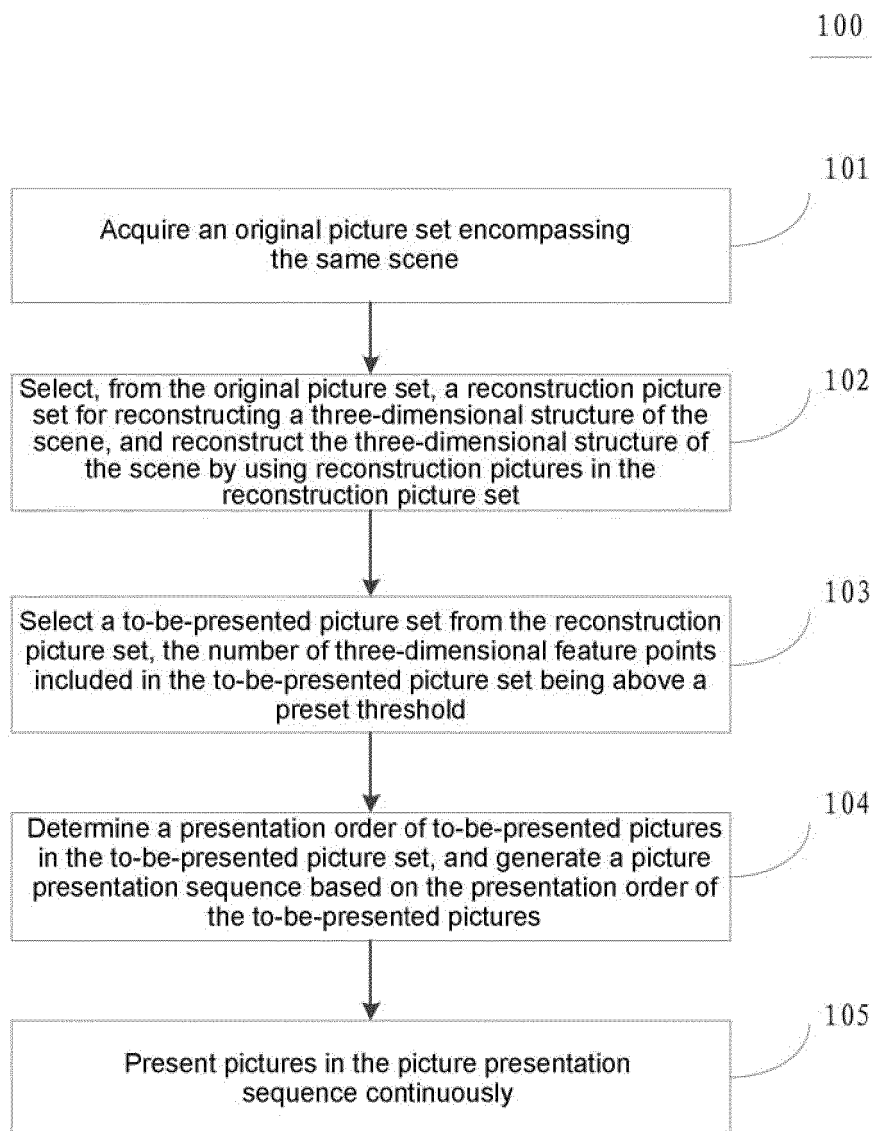 100
101
Acquire an original picture set encompassing
the same scene
102
Select, from the original picture set, a reconstruction picture
set for reconstructing a three-dimensional structure of the
scene, and reconstruct the three-dimensional structure of
the scene by using reconstruction pictures in the
reconstruction picture set
103
Select a to-be-presented picture set from the reconstruction
picture set, the number of three-dimensional feature points
included in the to-be-presented picture set being above a
preset threshold
104
Determine a presentation order of to-be-presented pictures
in the to-be-presented picture set, and generate a picture
presentation sequence based on the presentation order of
the to-be-presented pictures
105
Present pictures in the picture presentation
sequence continuously